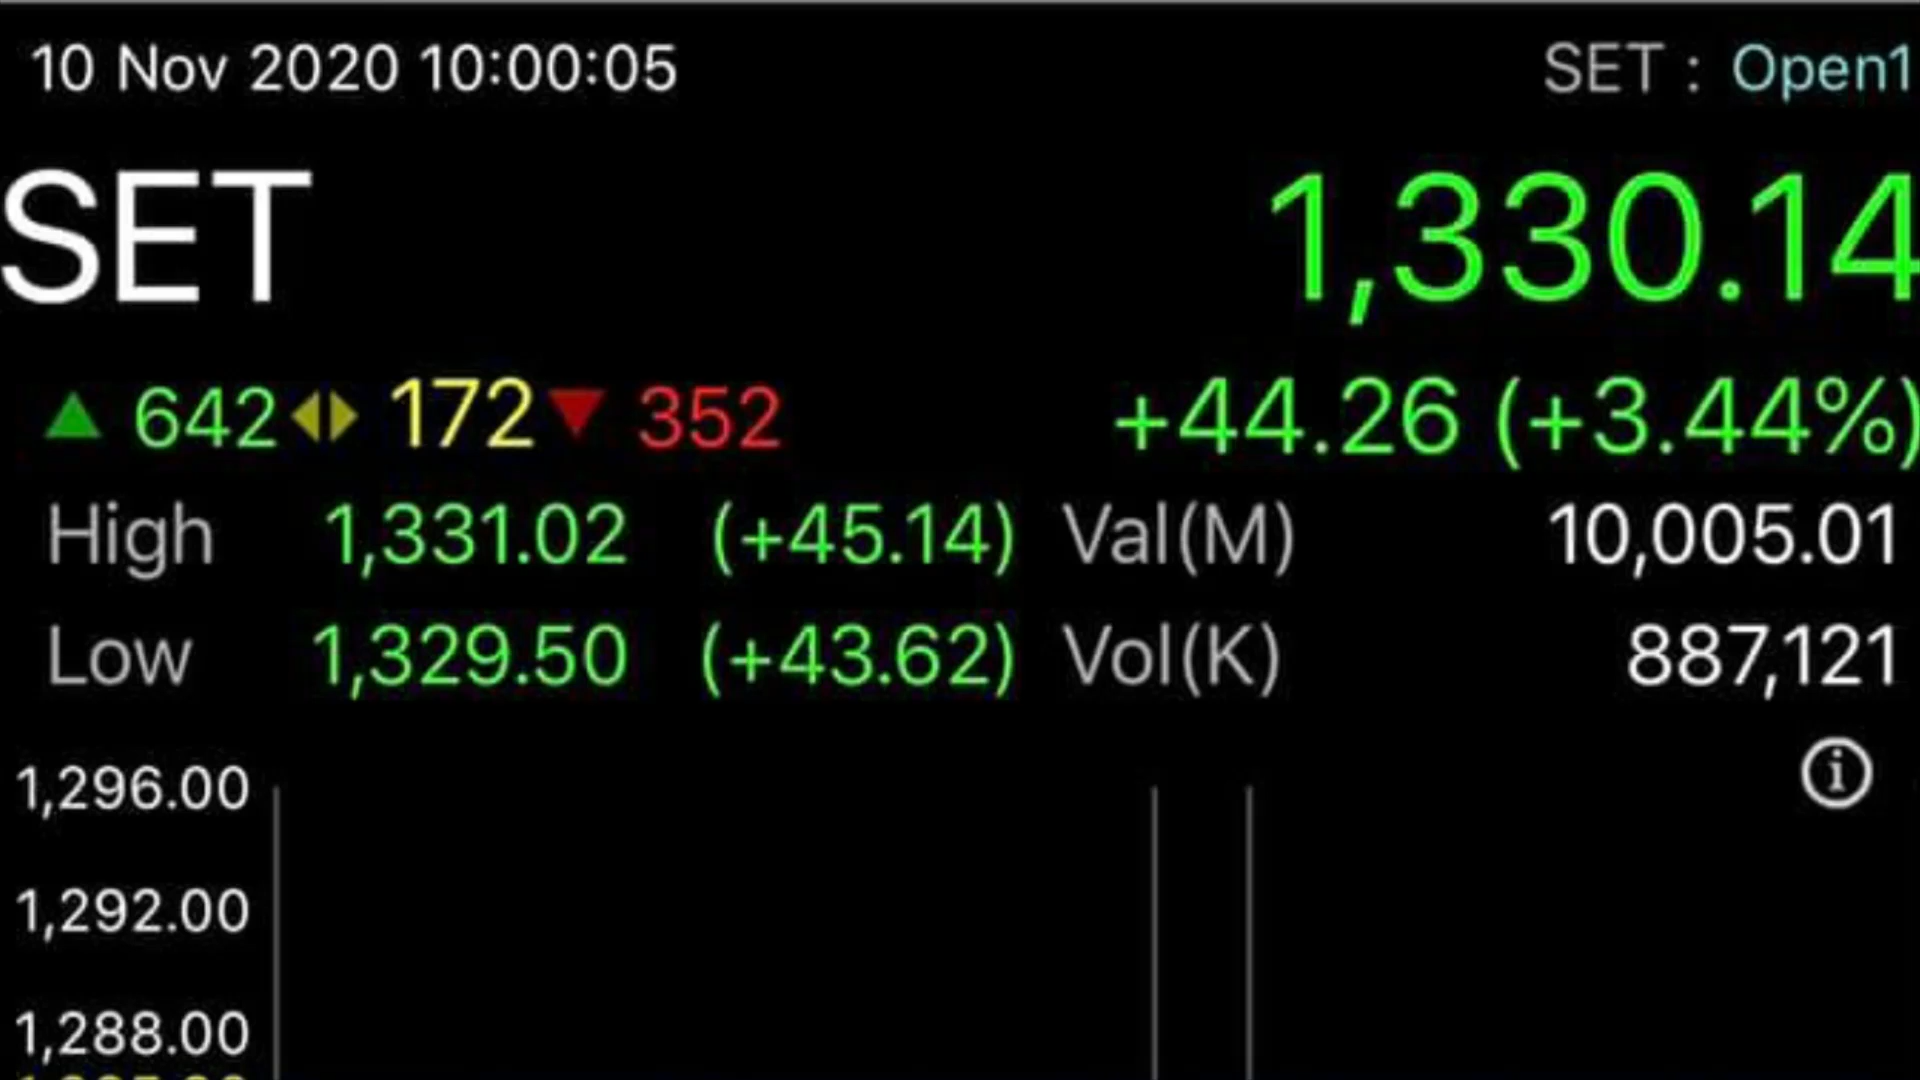 10 Nov 2020 10:00:05 SET : Open1
SET 1,330.14
▲ 642 ◀▶ 172 ▼ 352 +44.26 (+3.44%)
High 1,331.02 (+45.14) Val(M) 10,005.01
Low 1,329.50 (+43.62) Vol(K) 887,121
1,296.00
1,292.00
1,288.00